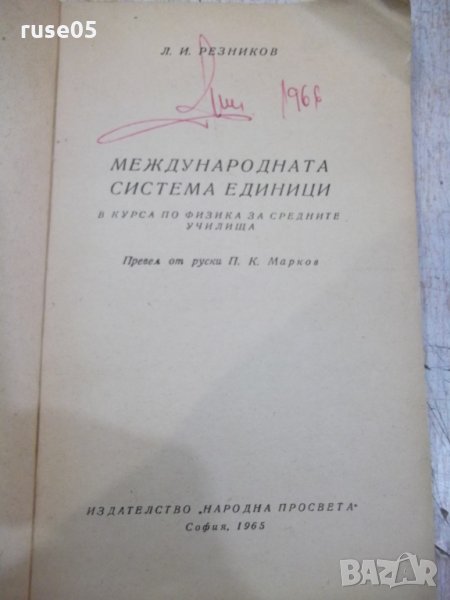 ruse05
Л. И. РЕЗНИКОВ
1966
МЕЖДУНАРОДНАТА
СИСТЕМА ЕДИНИЦИ
В КУРСА ПО ФИЗИКА ЗА СРЕДНИТЕ
УЧИЛИЩА
Превел от руски П. К. Марков
ИЗДАТЕЛСТВО „НАРОДНА ПРОСВЕТА"
София, 1965
BAZAR